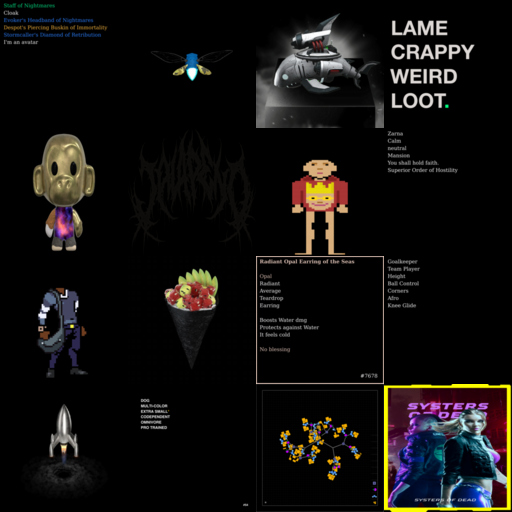 Staff of Nightmares
Cloak
Evoker's Headband of Nightmares
Despot's Piercing Buskin of Immortality
Stormcaller's Diamond of Retribution
I'm an avatar
LAME
CRAPPY
WEIRD
LOOT.
Zarna
Calm
neutral
Mansion
You shall hold faith.
Superior Order of Hostility
Radiant Opal Earring of the Seas
Opal
Radiant
Average
Teardrop
Earring
Boosts Water dmg
Protects against Water
It feels cold
No blessing
#7678
Goalkeeper
Team Player
Height
Ball Control
Corners
Afro
Knee Glide
DOG
MULTI-COLOR
EXTRA SMALL
CODEPENDENT
OMNIVORE
PRO TRAINED
SYSTERS
OF DEAD
SYSTERS OF DEAD